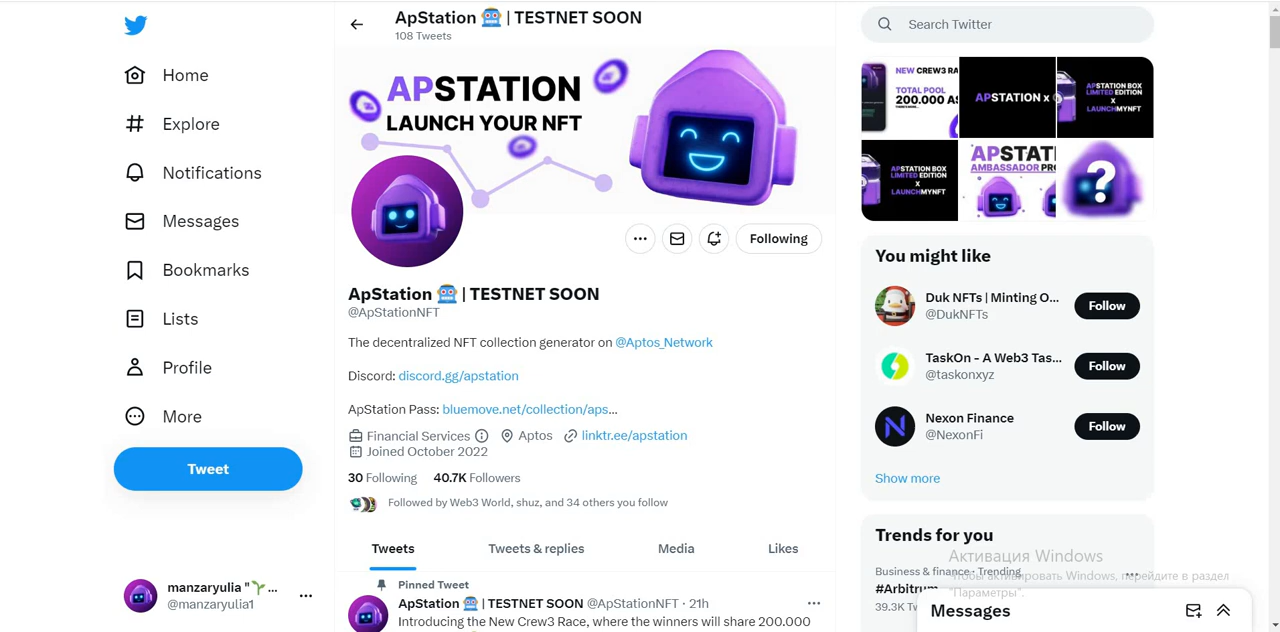 ApStation 🤖 | TESTNET SOON
108 Tweets
Search Twitter
Home
Explore
Notifications
Messages
Bookmarks
Lists
Profile
More
Tweet
manzaryulia "🌱 ...
@manzaryulia1
APSTATION
LAUNCH YOUR NFT
Following
ApStation 🤖 | TESTNET SOON
@ApStationNFT
The decentralized NFT collection generator on @Aptos_Network
Discord: discord.gg/apstation
ApStation Pass: bluemove.net/collection/aps...
Financial Services Aptos linktr.ee/apstation
Joined October 2022
30 Following 40.7K Followers
Followed by Web3 World, shuz, and 34 others you follow
Tweets Tweets & replies Media Likes
Pinned Tweet
ApStation 🤖 | TESTNET SOON @ApStationNFT · 21h
Introducing the New Crew3 Race, where the winners will share 200.000
NEW CREW3 RA
TOTAL POOL
200.000 AS
APSTATION x
APSTATION BOX
LIMITED EDITION
X
LAUNCHMYNFT
APSTATION BOX
LIMITED EDITION
X
LAUNCHMYNFT
APSTATI
AMBASSADOR PRO
?
You might like
Duk NFTs | Minting O...
@DukNFTs
Follow
TaskOn - A Web3 Tas...
@taskonxyz
Follow
Nexon Finance
@NexonFi
Follow
Show more
Trends for you
Business & finance · Trending
#Arbitrum
39.3K Tw
Активация Windows
Чтобы активировать Windows, перейдите в раздел
"Параметры".
Messages